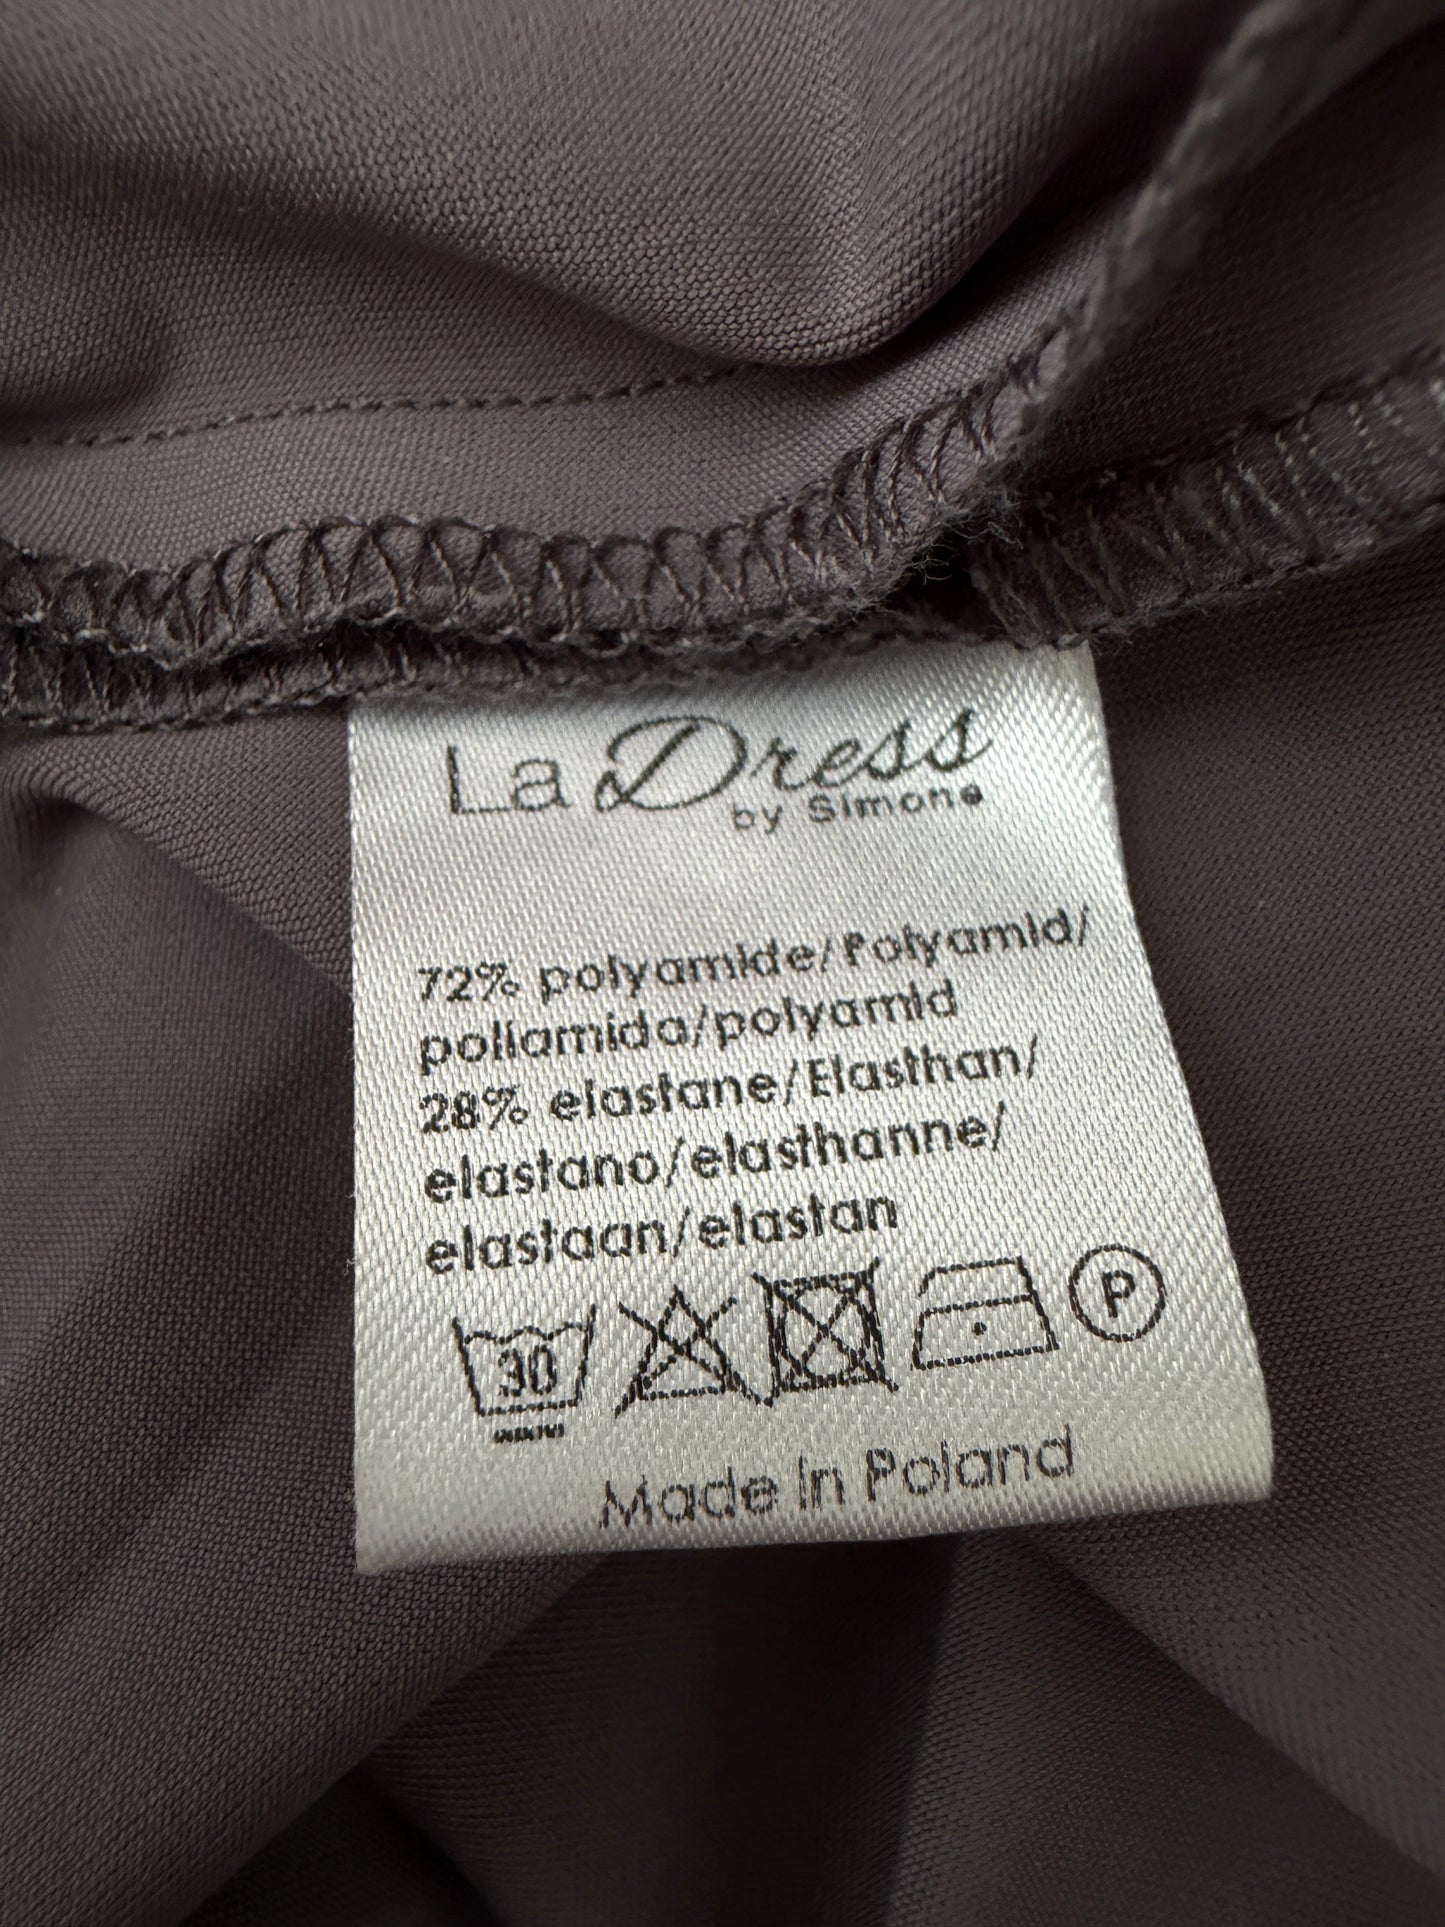 La Dress
by Simone
72% polyamide/Polyamid/
poliamida/polyamid
28% elastane/Elasthan/
elastano/elasthanne/
elastaan/elastan
30
P
Made in Poland